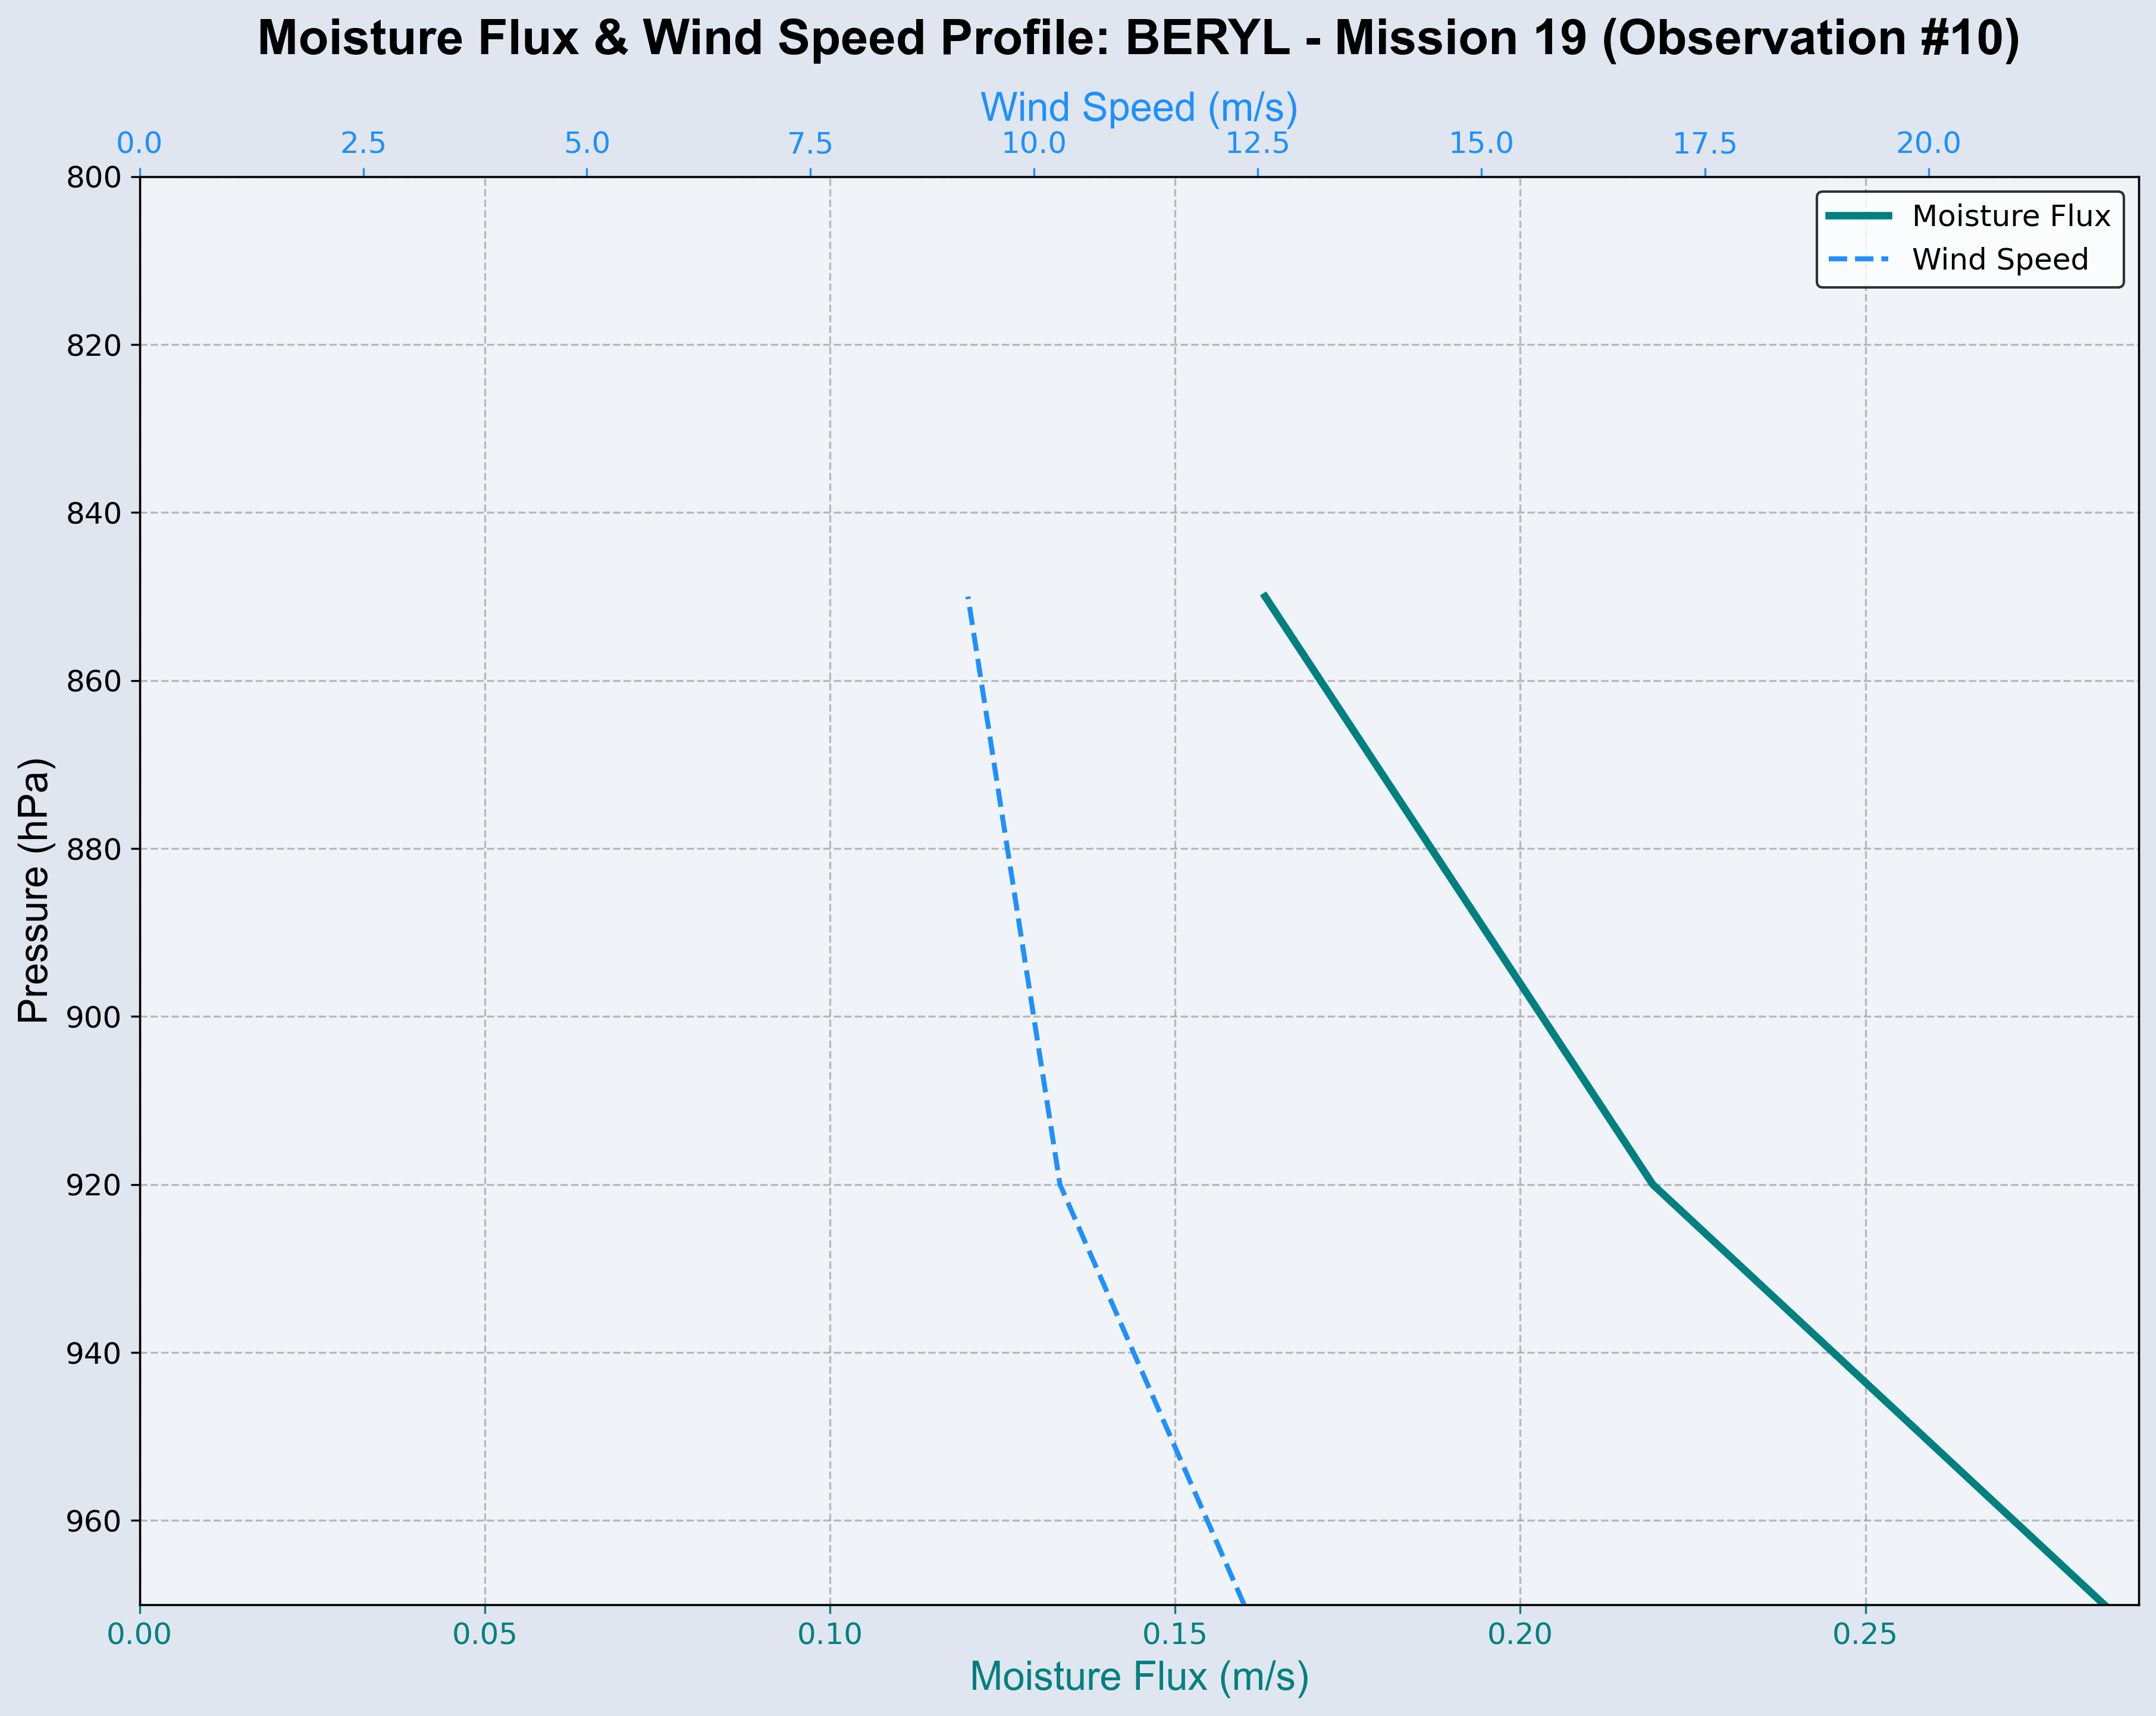 Moisture Flux & Wind Speed Profile: BERYL - Mission 19 (Observation #10)
Wind Speed (m/s)
0.0 2.5 5.0 7.5 10.0 12.5 15.0 17.5 20.0
Moisture Flux
Wind Speed
Pressure (hPa)
800
820
840
860
880
900
920
940
960
0.00 0.05 0.10 0.15 0.20 0.25
Moisture Flux (m/s)